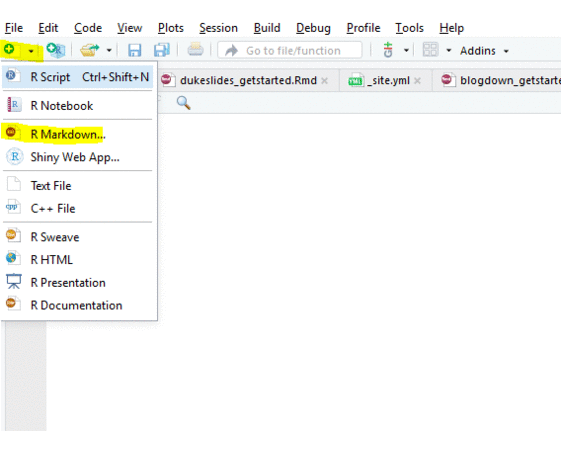 File Edit Code View Plots Session Build Debug Profile Tools Help
Go to file/function Addins
R Script Ctrl+Shift+N dukeslides_getstarted.Rmd _site.yml blogdown_getstarte
R Notebook
R Markdown...
Shiny Web App...
Text File
C++ File
R Sweave
R HTML
R Presentation
R Documentation